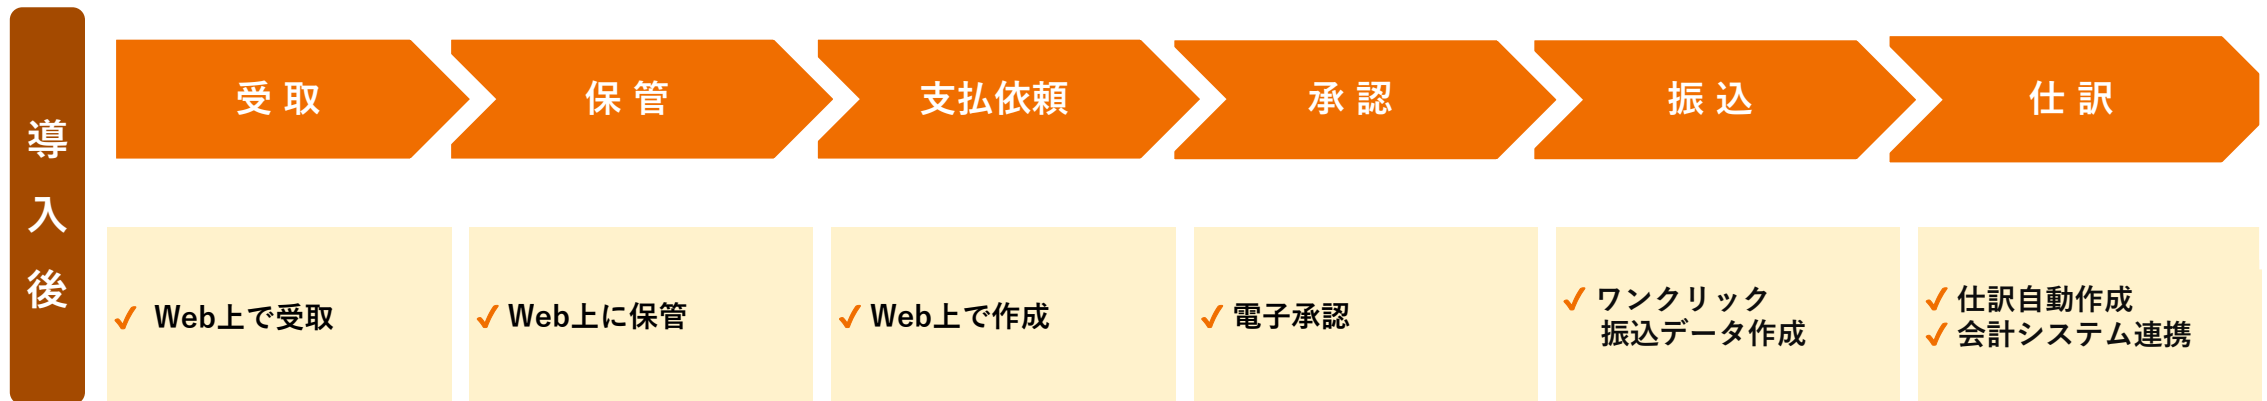 導入後
受取
保管
支払依頼
承認
振込
仕訳
✓ Web上で受取
✓ Web上に保管
✓ Web上で作成
✓ 電子承認
✓ ワンクリック
振込データ作成
✓ 仕訳自動作成
✓ 会計システム連携